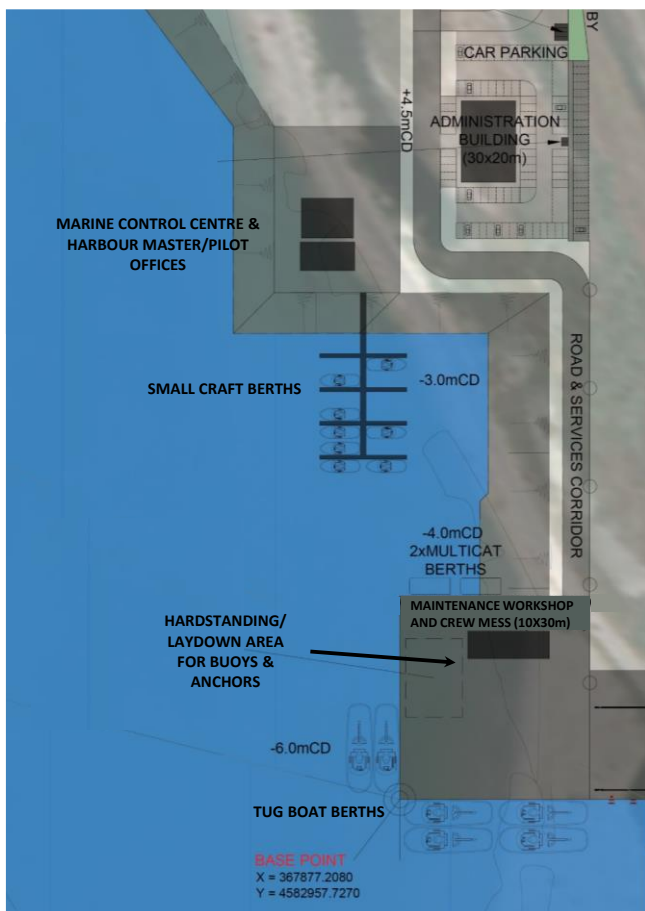 BY
CAR PARKING
+4.5mCD
ADMINISTRATION
BUILDING
(30x20m)
MARINE CONTROL CENTRE &
HARBOUR MASTER/PILOT
OFFICES
ROAD & SERVICES CORRIDOR
SMALL CRAFT BERTHS
-3.0mCD
-4.0mCD
2xMULTICAT
BERTHS
MAINTENANCE WORKSHOP
AND CREW MESS (10X30m)
HARDSTANDING/
LAYDOWN AREA
FOR BUOYS &
ANCHORS
-6.0mCD
TUG BOAT BERTHS
BASE POINT
X = 367877.2080
Y = 4582957.7270